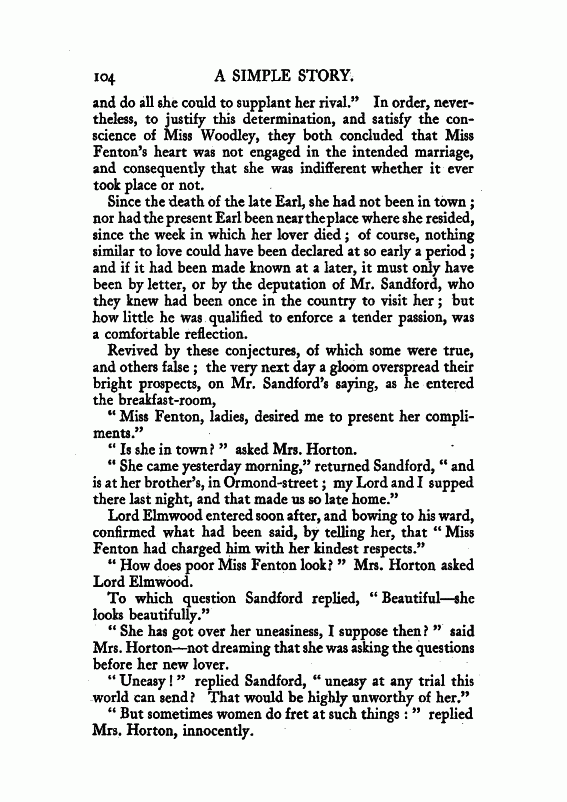 104 A SIMPLE STORY.
and do all she could to supplant her rival.” In order, never-
theless, to justify this determination, and satisfy the con-
science of Miss Woodley, they both concluded that Miss
Fenton's heart was not engaged in the intended marriage,
and consequently that she was indifferent whether it ever
took place or not.
Since the death of the late Earl, she had not been in town ;
nor had the present Earl been near the place where she resided,
since the week in which her lover died ; of course, nothing
similar to love could have been declared at so early a period ;
and if it had been made known at a later, it must only have
been by letter, or by the deputation of Mr. Sandford, who
they knew had been once in the country to visit her ; but
how little he was qualified to enforce a tender passion, was
a comfortable reflection.
Revived by these conjectures, of which some were true,
and others false ; the very next day a gloom overspread their
bright prospects, on Mr. Sandford's saying, as he entered
the breakfast-room,
“ Miss Fenton, ladies, desired me to present her compli-
ments.”
“ Is she in town ? ” asked Mrs. Horton.
“ She came yesterday morning,” returned Sandford, “ and
is at her brother's, in Ormond-street ; my Lord and I supped
there last night, and that made us so late home.”
Lord Elmwood entered soon after, and bowing to his ward,
confirmed what had been said, by telling her, that “ Miss
Fenton had charged him with her kindest respects.”
“ How does poor Miss Fenton look ? ” Mrs. Horton asked
Lord Elmwood.
To which question Sandford replied, “ Beautiful—she
looks beautifully.”
“ She has got over her uneasiness, I suppose then ? ” said
Mrs. Horton—not dreaming that she was asking the questions
before her new lover.
“ Uneasy ! ” replied Sandford, “ uneasy at any trial this
world can send ? That would be highly unworthy of her.”
“ But sometimes women do fret at such things : ” replied
Mrs. Horton, innocently.